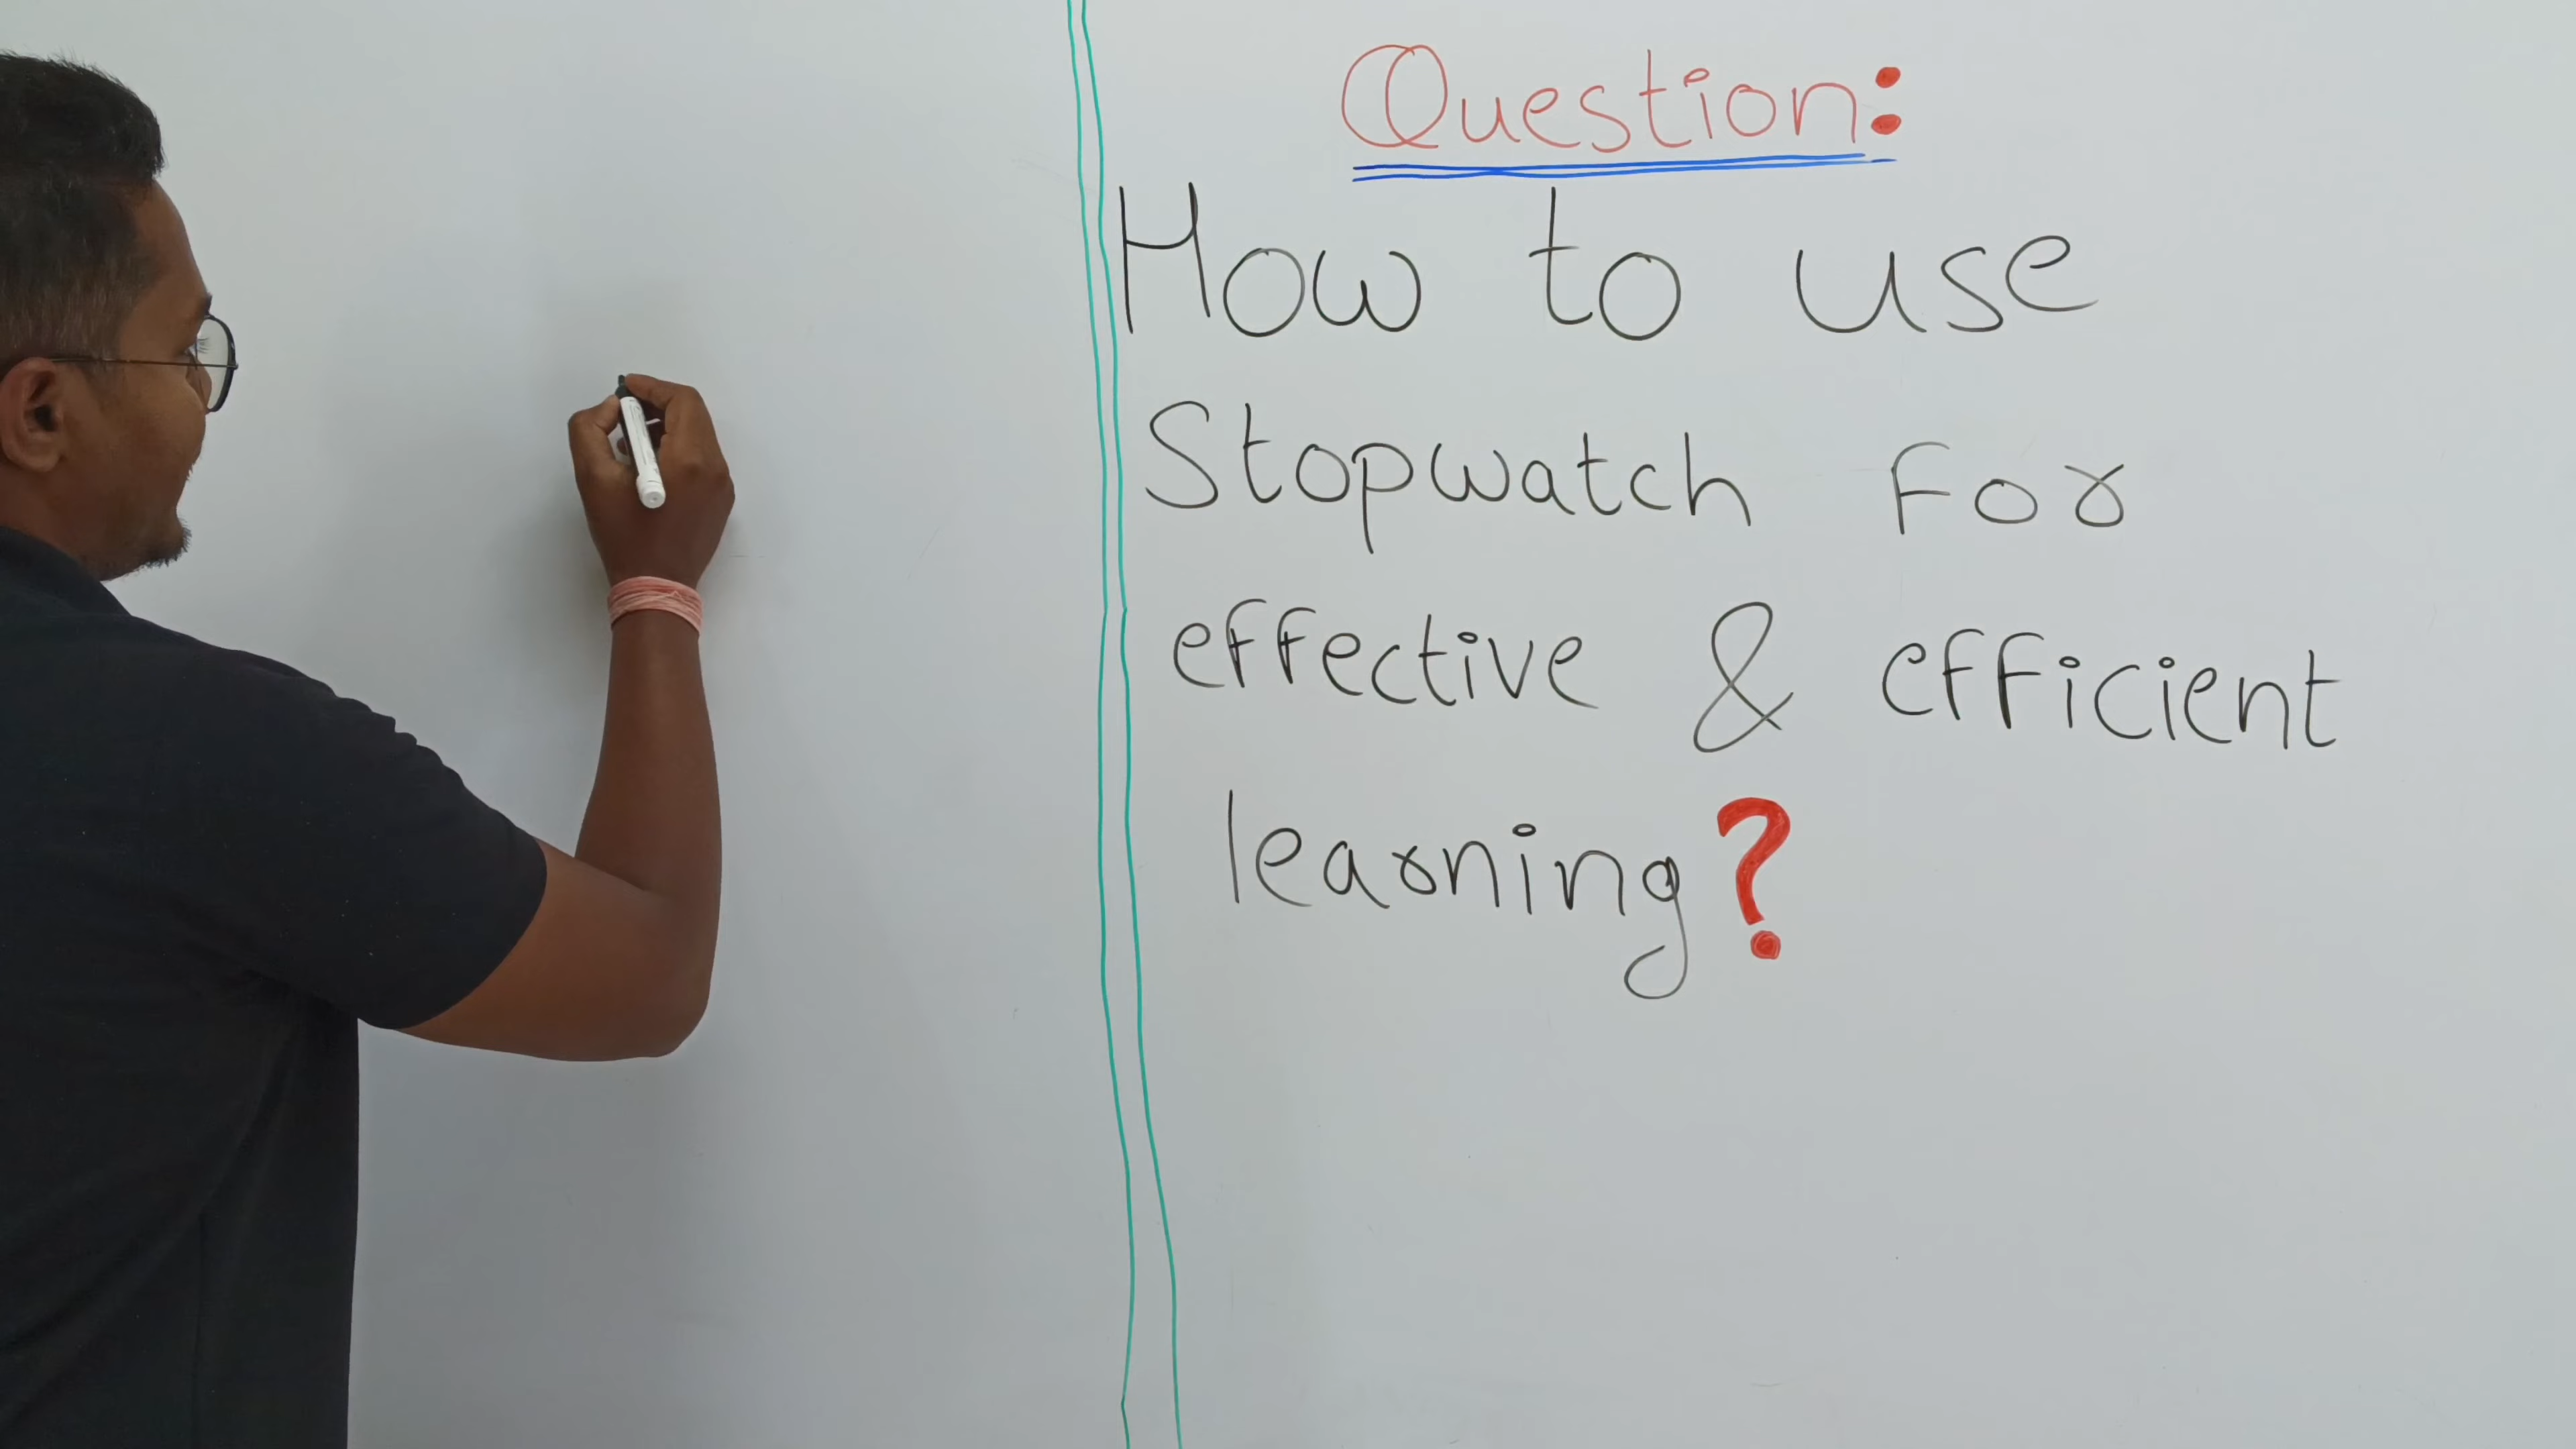 Question:
How to use
Stopwatch For
effective & efficient
learning?